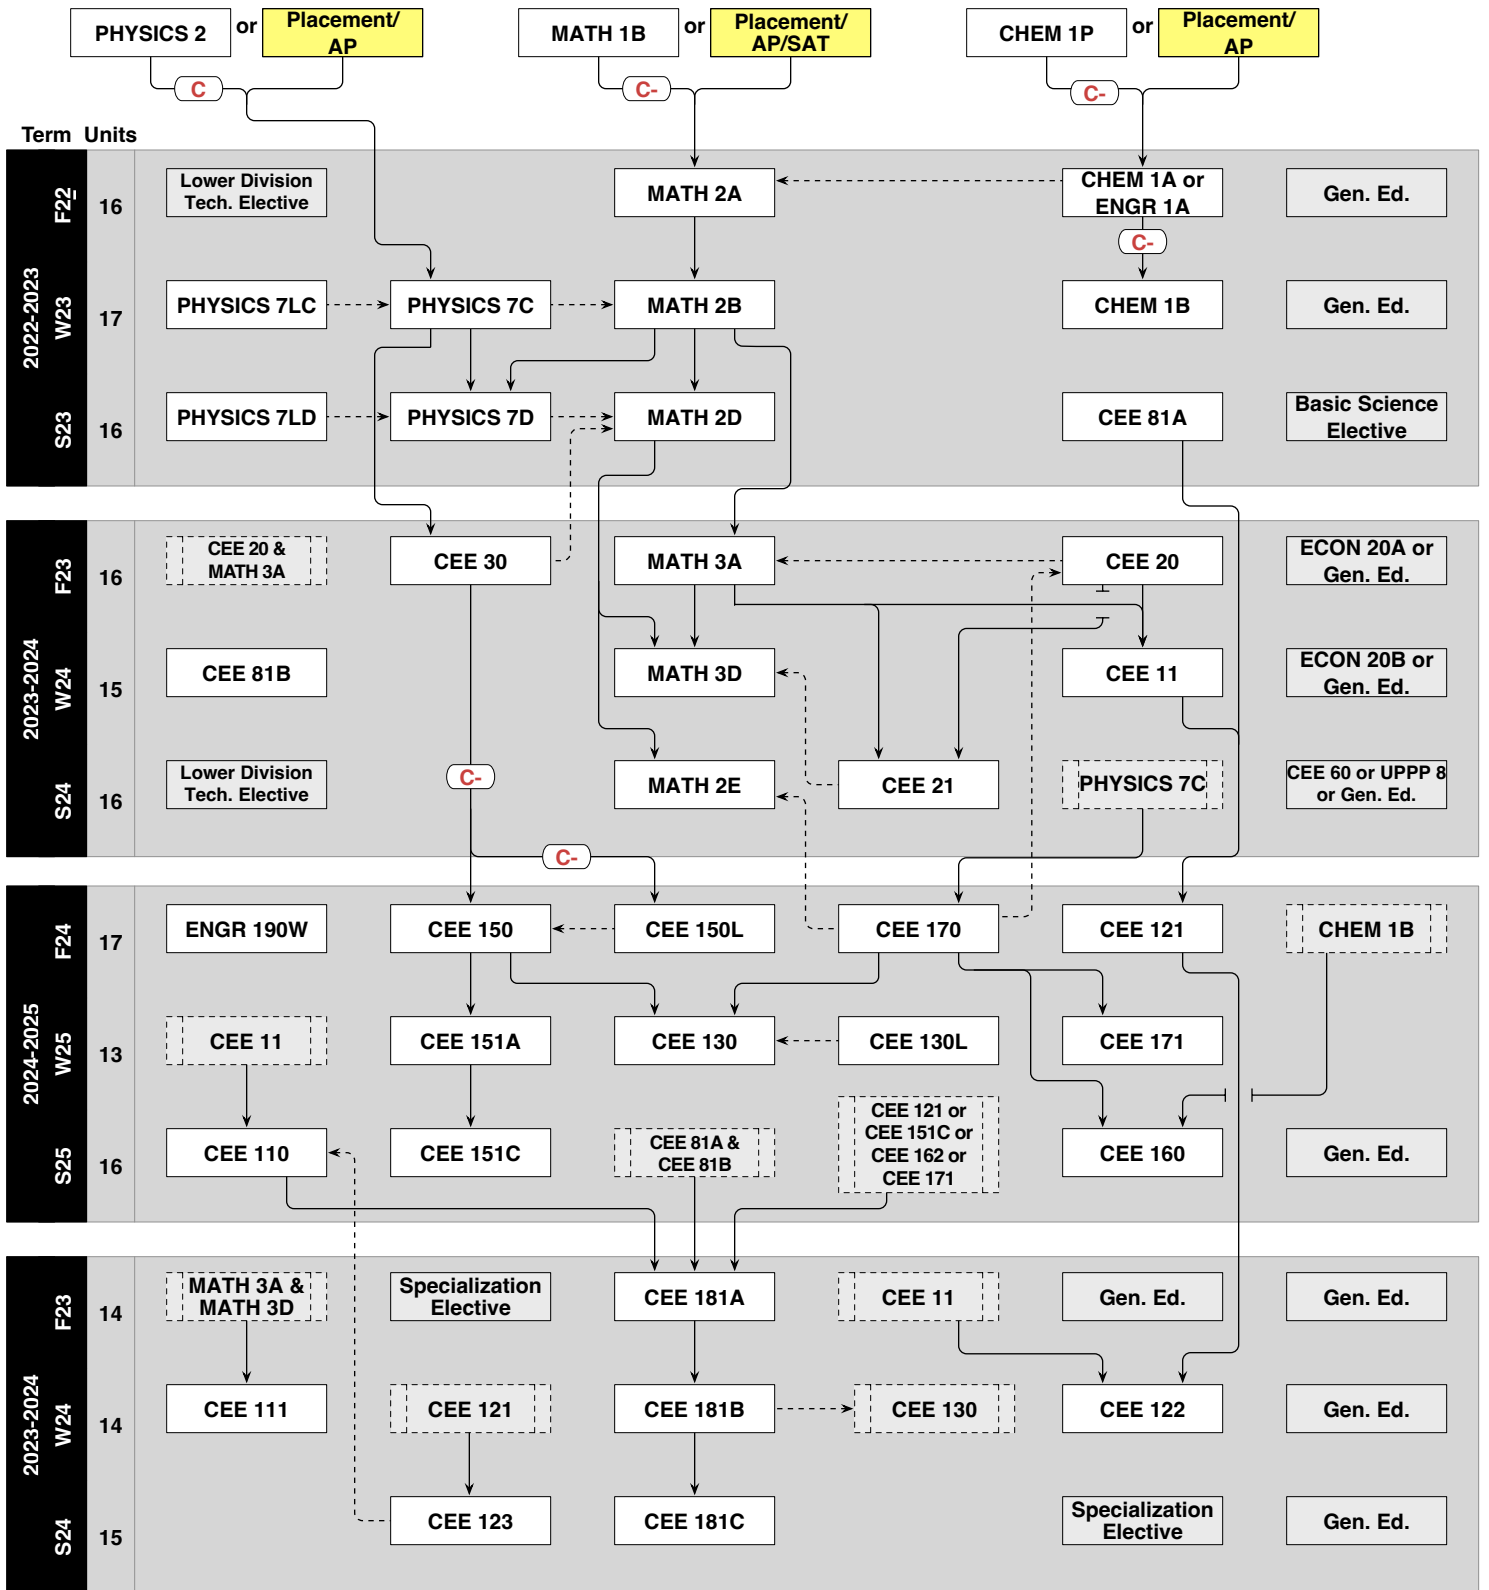 PHYSICS 2 or Placement/
AP
MATH 1B or Placement/
AP/SAT
CHEM 1P or Placement/
AP
C
C-
C-
Term Units
2022-2023
F22
16
Lower Division
Tech. Elective
MATH 2A
CHEM 1A or
ENGR 1A
Gen. Ed.
C-
W23
17
PHYSICS 7LC
PHYSICS 7C
MATH 2B
CHEM 1B
Gen. Ed.
S23
16
PHYSICS 7LD
PHYSICS 7D
MATH 2D
CEE 81A
Basic Science
Elective
2023-2024
F23
16
CEE 20 &
MATH 3A
CEE 30
MATH 3A
CEE 20
ECON 20A or
Gen. Ed.
W24
15
CEE 81B
MATH 3D
CEE 11
ECON 20B or
Gen. Ed.
S24
16
Lower Division
Tech. Elective
C-
MATH 2E
CEE 21
PHYSICS 7C
CEE 60 or UPPP 8
or Gen. Ed.
C-
2024-2025
F24
17
ENGR 190W
CEE 150
CEE 150L
CEE 170
CEE 121
CHEM 1B
W25
13
CEE 11
CEE 151A
CEE 130
CEE 130L
CEE 171
S25
16
CEE 110
CEE 151C
CEE 81A &
CEE 81B
CEE 121 or
CEE 151C or
CEE 162 or
CEE 171
CEE 160
Gen. Ed.
2023-2024
F23
14
MATH 3A &
MATH 3D
Specialization
Elective
CEE 181A
CEE 11
Gen. Ed.
Gen. Ed.
W24
14
CEE 111
CEE 121
CEE 181B
CEE 130
CEE 122
Gen. Ed.
S24
15
CEE 123
CEE 181C
Specialization
Elective
Gen. Ed.